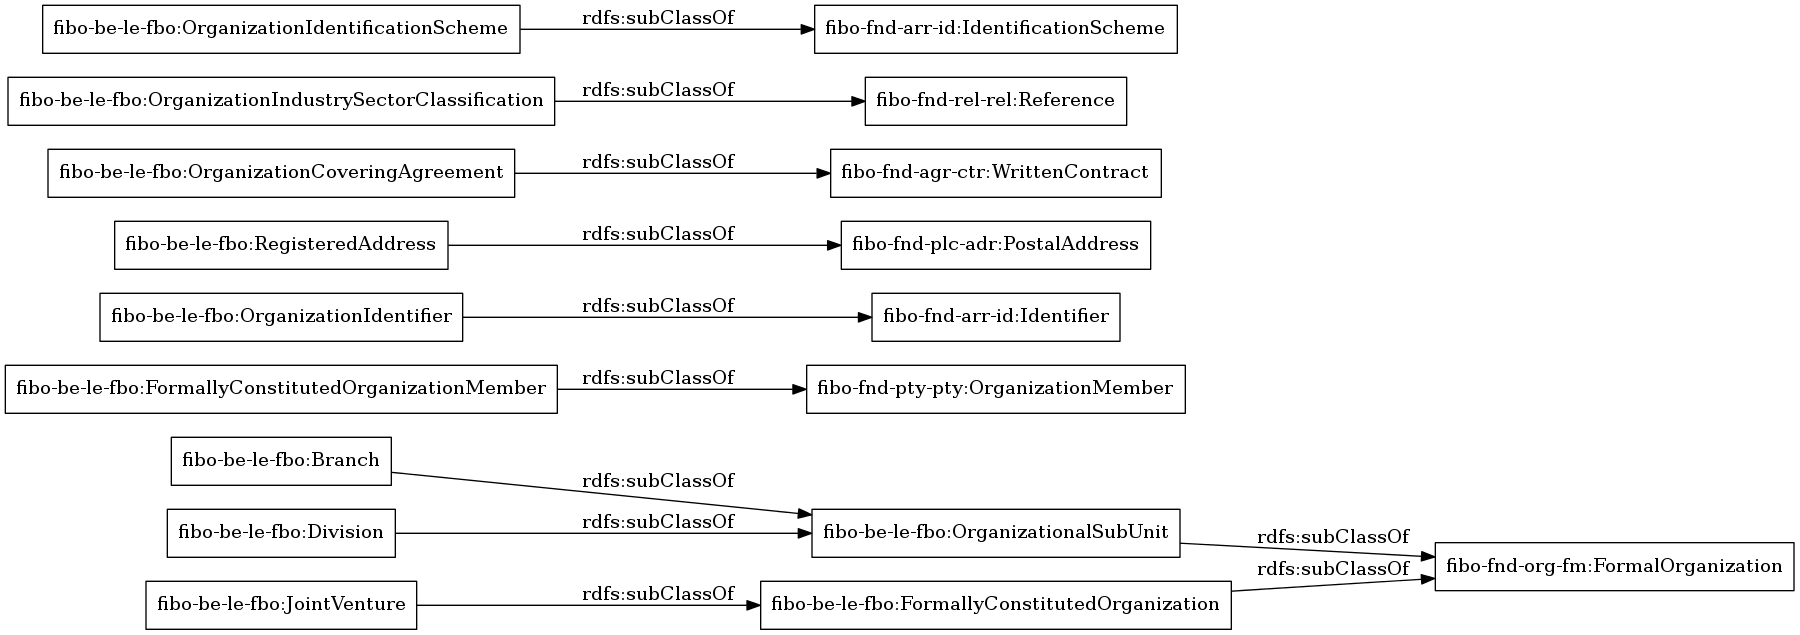 fibo-be-le-fbo:OrganizationIdentificationScheme rdfs:subClassOf fibo-fnd-arr-id:IdentificationScheme
fibo-be-le-fbo:OrganizationIndustrySectorClassification rdfs:subClassOf fibo-fnd-rel-rel:Reference
fibo-be-le-fbo:OrganizationCoveringAgreement rdfs:subClassOf fibo-fnd-agr-ctr:WrittenContract
fibo-be-le-fbo:RegisteredAddress rdfs:subClassOf fibo-fnd-plc-adr:PostalAddress
fibo-be-le-fbo:OrganizationIdentifier rdfs:subClassOf fibo-fnd-arr-id:Identifier
fibo-be-le-fbo:FormallyConstitutedOrganizationMember rdfs:subClassOf fibo-fnd-pty-pty:OrganizationMember
fibo-be-le-fbo:Branch rdfs:subClassOf
fibo-be-le-fbo:Division rdfs:subClassOf fibo-be-le-fbo:OrganizationalSubUnit rdfs:subClassOf
fibo-fnd-org-fm:FormalOrganization
rdfs:subClassOf
fibo-be-le-fbo:JointVenture rdfs:subClassOf fibo-be-le-fbo:FormallyConstitutedOrganization